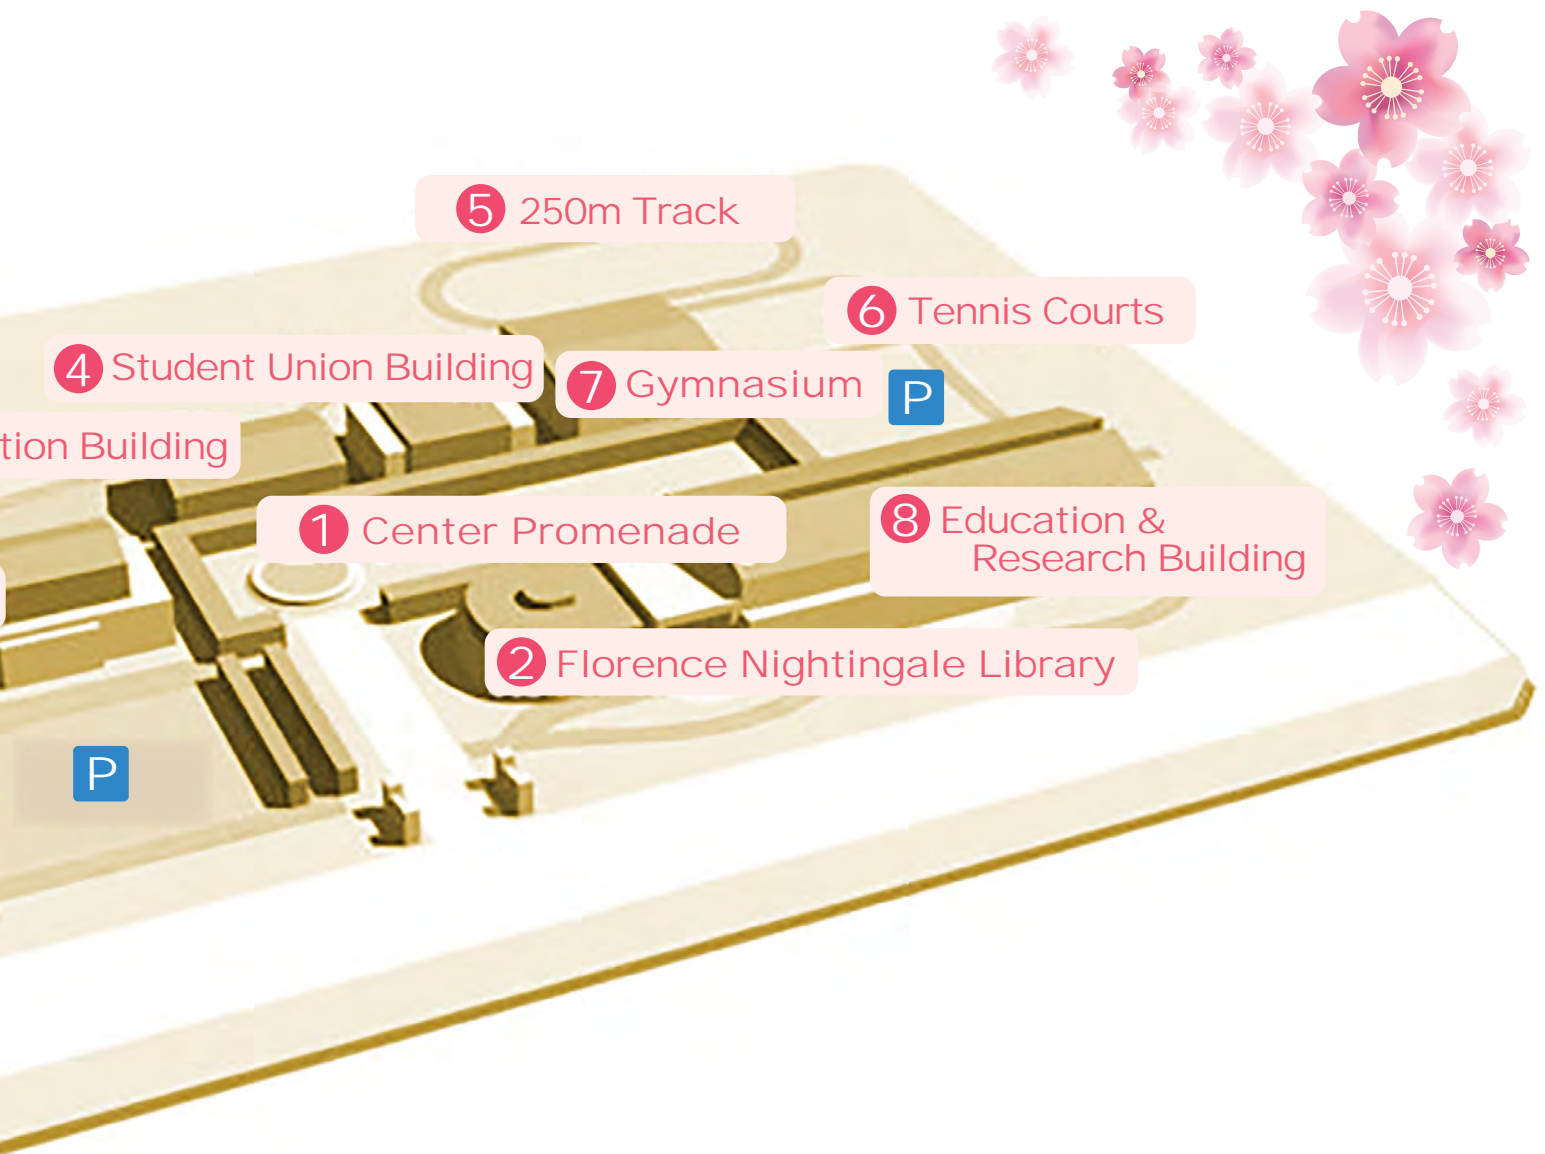 5 250m Track
6 Tennis Courts
4 Student Union Building
7 Gymnasium
P
tion Building
1 Center Promenade
8 Education &
Research Building
2 Florence Nightingale Library
P